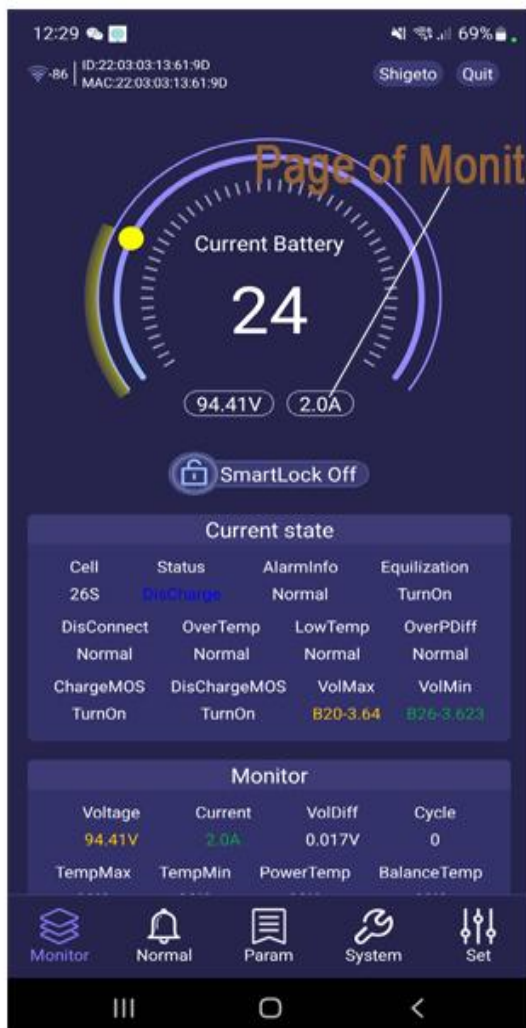 12:29
69%
-86
ID:22:03:03:13:61:9D
MAC:22:03:03:13:61:9D
Shigeto Quit
Page of Monit
Current Battery
24
94.41V 2.0A
SmartLock Off
Current state
Cell Status AlarmInfo Equilization
26S DisCharge Normal TurnOn
DisConnect OverTemp LowTemp OverPDiff
Normal Normal Normal Normal
ChargeMOS DisChargeMOS VolMax VolMin
TurnOn TurnOn B20-3.64 B26-3.623
Monitor
Voltage Current VolDiff Cycle
94.41V 2.0A 0.017V 0
TempMax TempMin PowerTemp BalanceTemp
Monitor Normal Param System Set